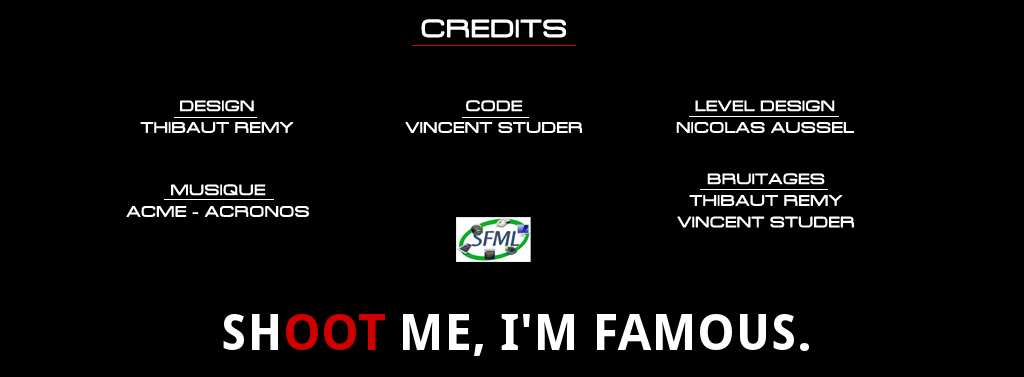 CREDITS
DESIGN
THIBAUT REMY
CODE
VINCENT STUDER
LEVEL DESIGN
NICOLAS AUSSEL
MUSIQUE
ACME - ACRONOS
BRUITAGES
THIBAUT REMY
VINCENT STUDER
SFML
SHOOT ME, I'M FAMOUS.